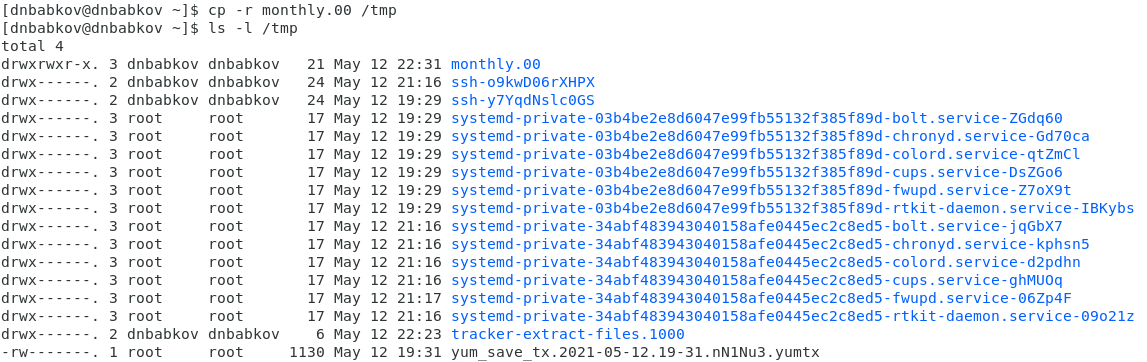 [dnbabkov@dnbabkov ~]$ cp -r monthly.00 /tmp
[dnbabkov@dnbabkov ~]$ ls -l /tmp
total 4
drwxrwxr-x. 3 dnbabkov dnbabkov   21 May 12 22:31 monthly.00
drwx------. 2 dnbabkov dnbabkov   24 May 12 21:16 ssh-o9kwD06rXHPX
drwx------. 2 dnbabkov dnbabkov   24 May 12 19:29 ssh-y7YqdNslc0GS
drwx------. 3 root     root       17 May 12 19:29 systemd-private-03b4be2e8d6047e99fb55132f385f89d-bolt.service-ZGdq60
drwx------. 3 root     root       17 May 12 19:29 systemd-private-03b4be2e8d6047e99fb55132f385f89d-chronyd.service-Gd70ca
drwx------. 3 root     root       17 May 12 19:29 systemd-private-03b4be2e8d6047e99fb55132f385f89d-colord.service-qtZmCl
drwx------. 3 root     root       17 May 12 19:29 systemd-private-03b4be2e8d6047e99fb55132f385f89d-cups.service-DsZGo6
drwx------. 3 root     root       17 May 12 19:29 systemd-private-03b4be2e8d6047e99fb55132f385f89d-fwupd.service-Z7oX9t
drwx------. 3 root     root       17 May 12 19:29 systemd-private-03b4be2e8d6047e99fb55132f385f89d-rtkit-daemon.service-IBKybs
drwx------. 3 root     root       17 May 12 21:16 systemd-private-34abf483943040158afe0445ec2c8ed5-bolt.service-jqGbX7
drwx------. 3 root     root       17 May 12 21:16 systemd-private-34abf483943040158afe0445ec2c8ed5-chronyd.service-kphsn5
drwx------. 3 root     root       17 May 12 21:16 systemd-private-34abf483943040158afe0445ec2c8ed5-colord.service-d2pdhn
drwx------. 3 root     root       17 May 12 21:16 systemd-private-34abf483943040158afe0445ec2c8ed5-cups.service-ghMUOq
drwx------. 3 root     root       17 May 12 21:17 systemd-private-34abf483943040158afe0445ec2c8ed5-fwupd.service-06Zp4F
drwx------. 3 root     root       17 May 12 21:16 systemd-private-34abf483943040158afe0445ec2c8ed5-rtkit-daemon.service-09o21z
drwx------. 2 dnbabkov dnbabkov    6 May 12 22:23 tracker-extract-files.1000
-rw-------. 1 root     root     1130 May 12 19:31 yum_save_tx.2021-05-12.19-31.nN1Nu3.yumtx